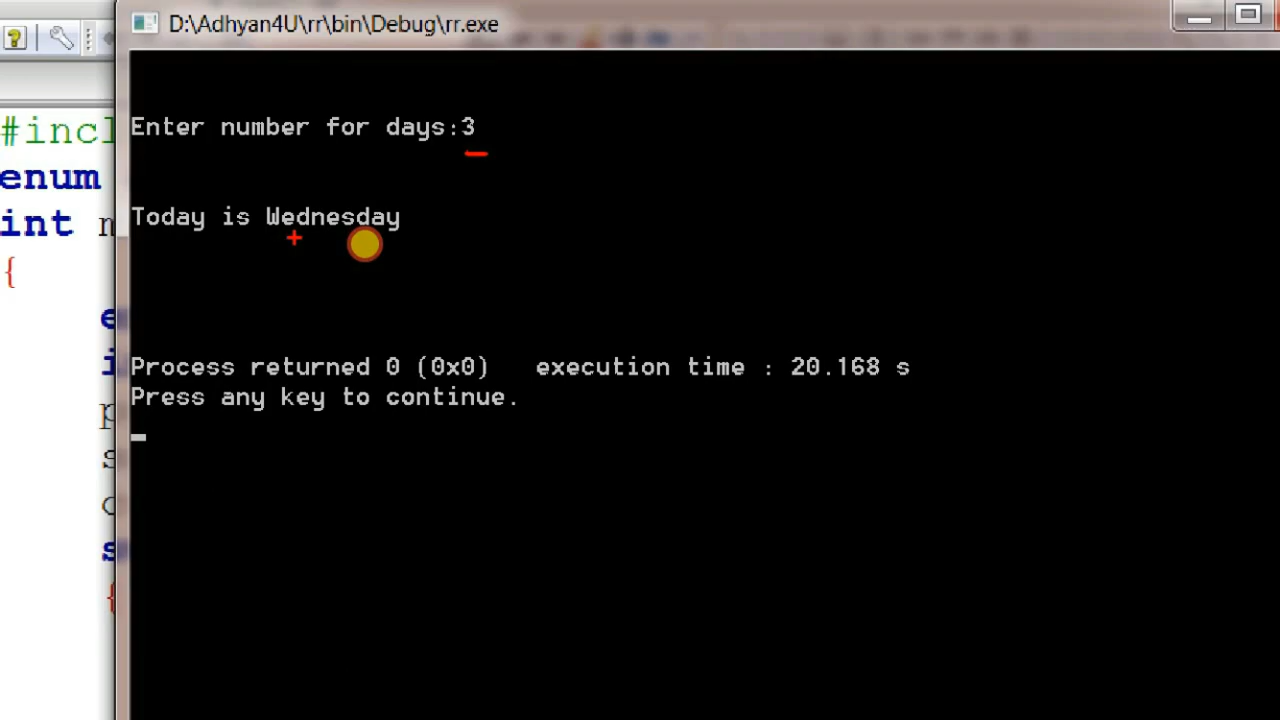 D:\Adhyan4U\rr\bin\Debug\rr.exe
#incl
enum
int
{
Enter number for days:3
Today is Wednesday
Process returned 0 (0x0)   execution time : 20.168 s
Press any key to continue.
{